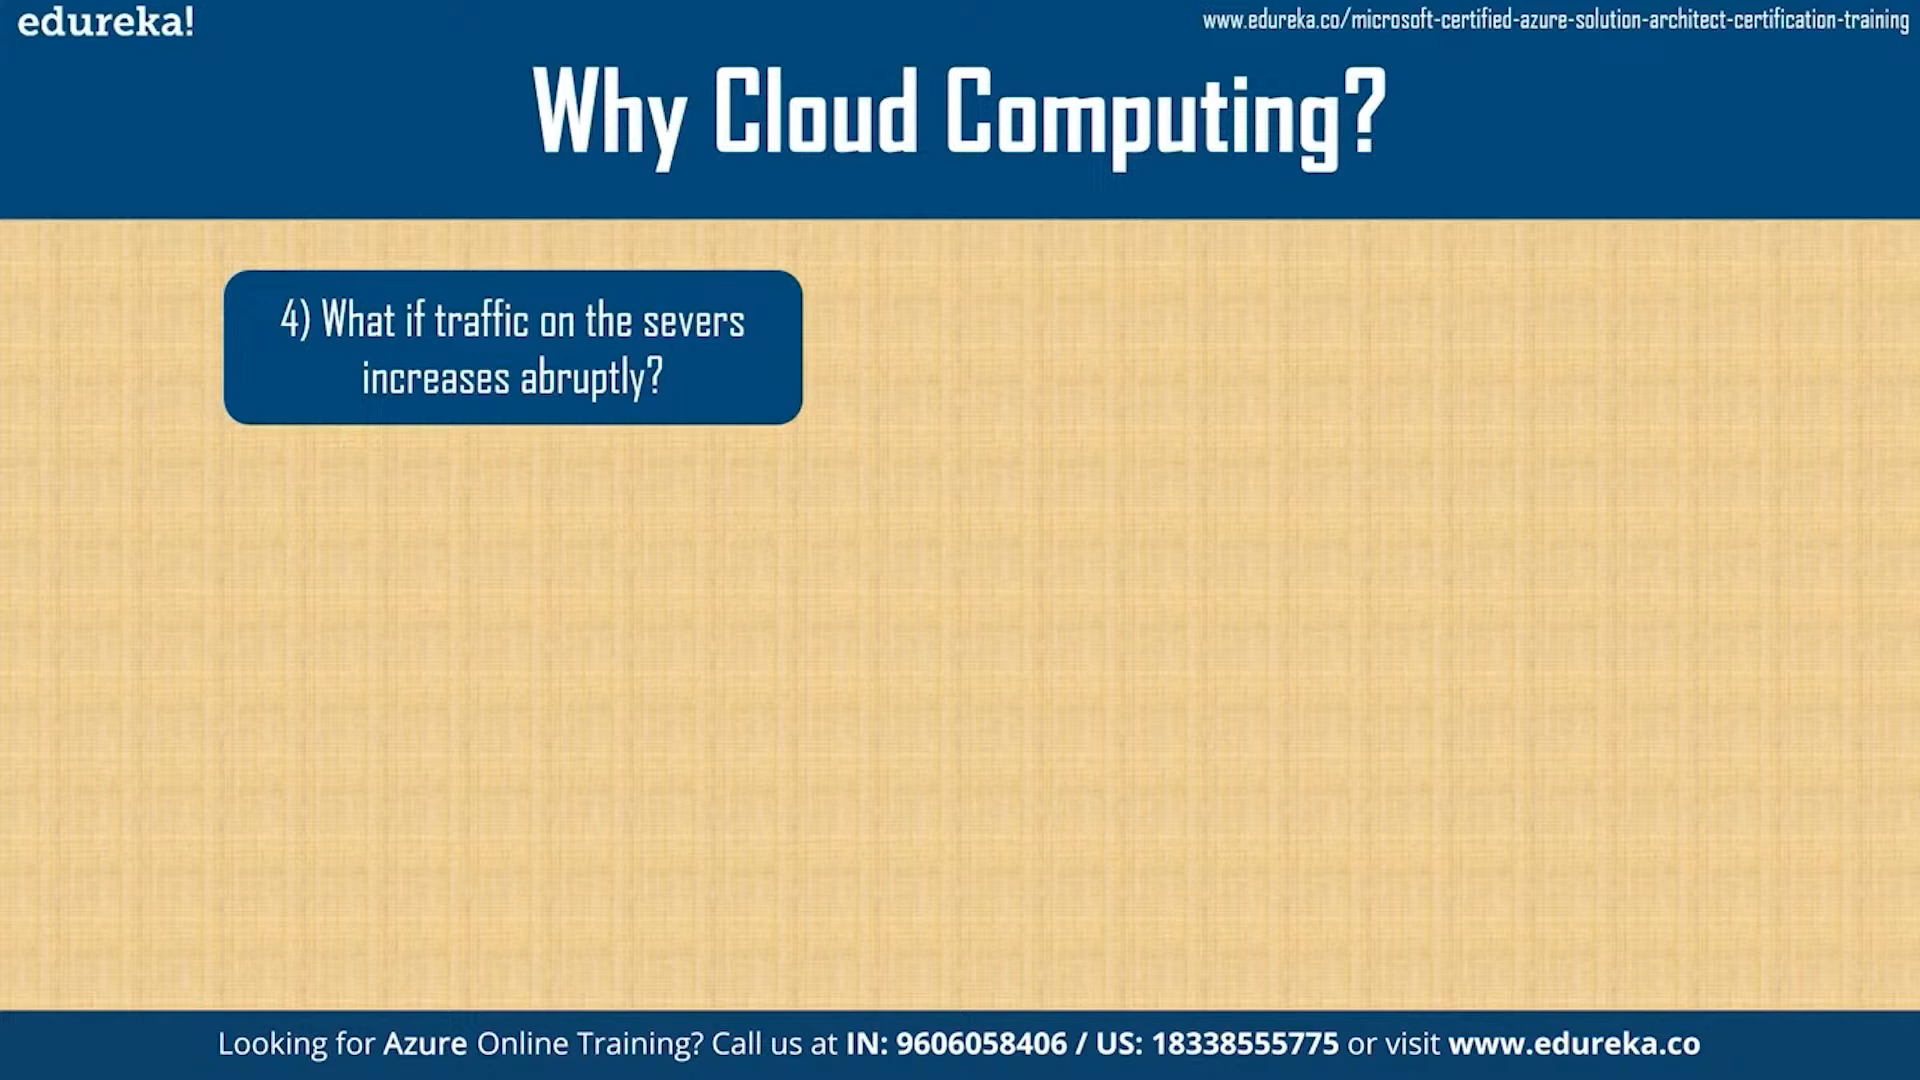 edureka!
www.edureka.co/microsoft-certified-azure-solution-architect-certification-training
Why Cloud Computing?
4) What if traffic on the severs
increases abruptly?
Looking for Azure Online Training? Call us at IN: 9606058406 / US: 18338555775 or visit www.edureka.co